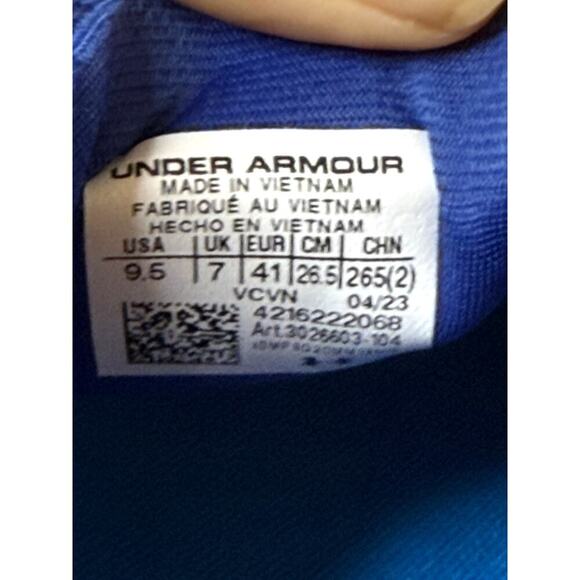 UNDER ARMOUR
MADE IN VIETNAM
FABRIQUÉ AU VIETNAM
HECHO EN VIETNAM
USA UK EUR CM CHN
9.5 7 41 26.5 265(2)
VCVN 04/23
4216222068
Art.3026603-104